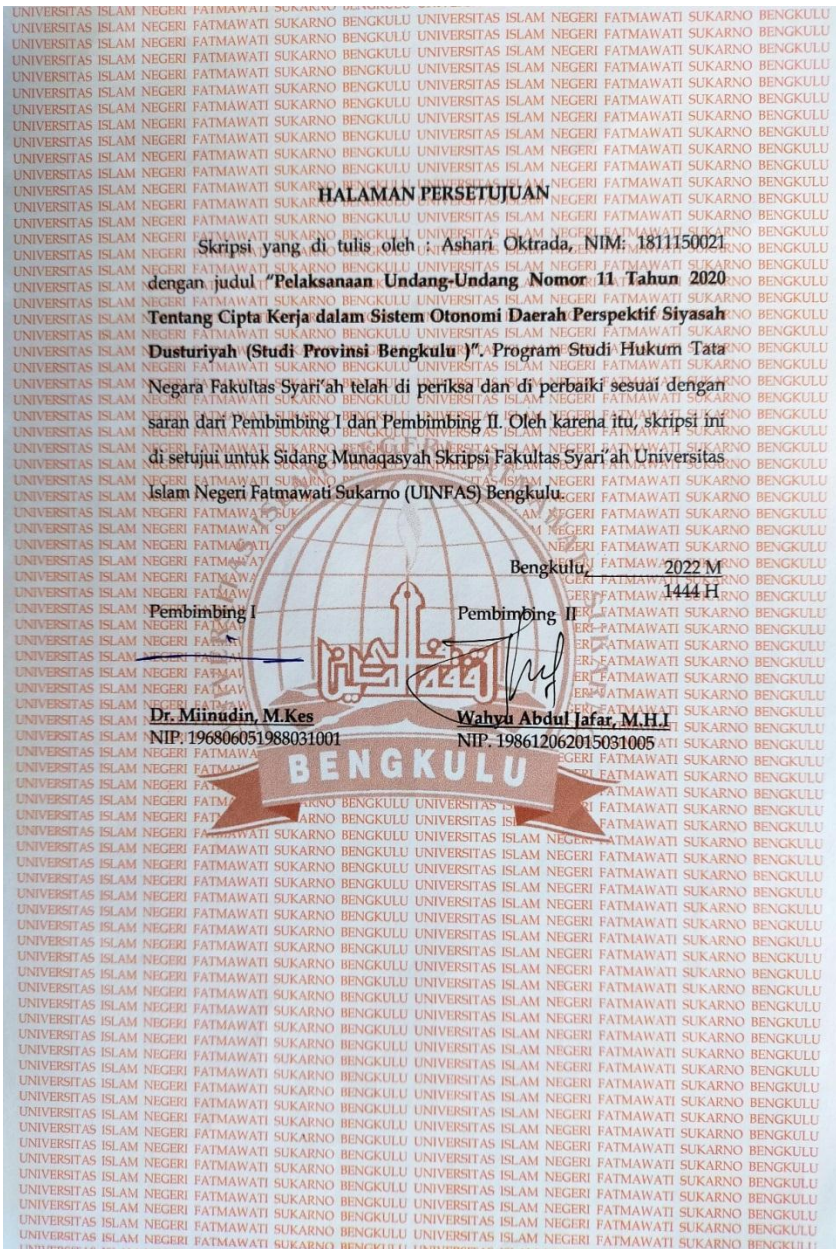 HALAMAN PERSETUJUAN
Skripsi yang di tulis oleh : Ashari Oktrada, NIM: 1811150021
dengan judul "Pelaksanaan Undang-Undang Nomor 11 Tahun 2020
Tentang Cipta Kerja dalam Sistem Otonomi Daerah Perspektif Siyasah
Dusturiyah (Studi Provinsi Bengkulu )". Program Studi Hukum Tata
Negara Fakultas Syari'ah telah di periksa dan di perbaiki sesuai dengan
saran dari Pembimbing I dan Pembimbing II. Oleh karena itu, skripsi ini
di setujui untuk Sidang Munaqasyah Skripsi Fakultas Syari'ah Universitas
Islam Negeri Fatmawati Sukarno (UINFAS) Bengkulu.
Bengkulu, 2022 M
1444 H
Pembimbing I Pembimbing II
Dr. Miinudin, M.Kes Wahyu Abdul Jafar, M.H.I
NIP. 196806051988031001 NIP. 198612062015031005
BENGKULU
UNIVERSITAS ISLAM NEGERI FATMAWATI SUKARNO BENGKULU